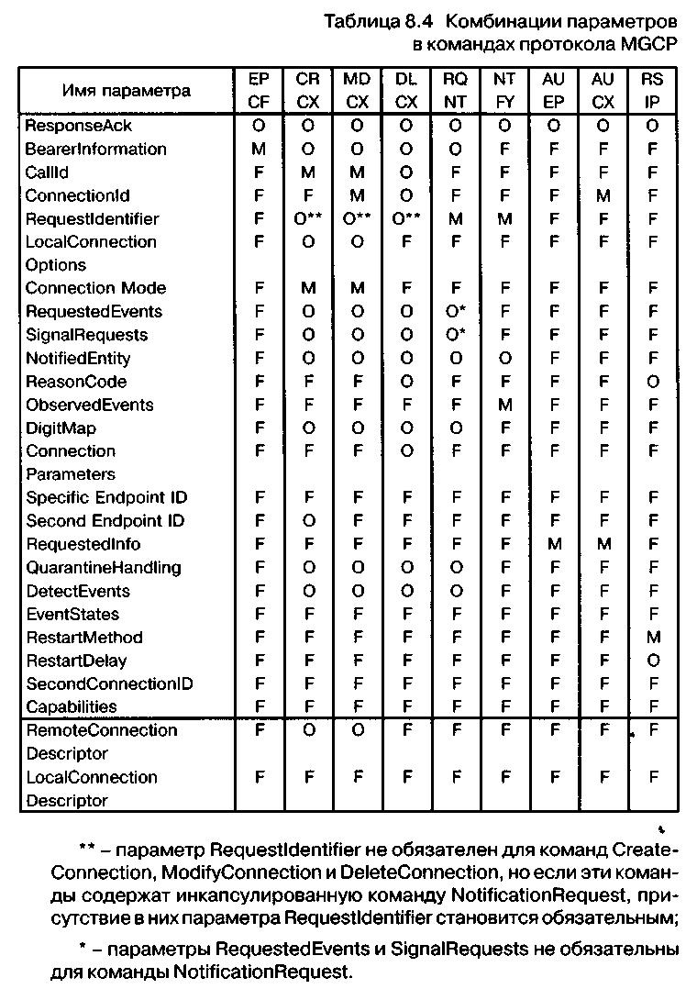 Таблица 8.4 Комбинации параметров
в командах протокола MGCP
Имя параметра EP CR MD DL RQ NT AU AU RS
CF CX CX CX NT FY EP CX IP
ResponseAck O O O O O O O O O
BearerInformation M O O O O F F F F
CallId F M M O F F F F F
ConnectionId F F M O F F F M F
RequestIdentifier F O** O** O** M M F F F
LocalConnection F O O F F F F F F
Options
Connection Mode F M M F F F F F F
RequestedEvents F O O O O* F F F F
SignalRequests F O O O O* F F F F
NotifiedEntity F O O O O O F F F
ReasonCode F F F O F F F F O
ObservedEvents F F F F F M F F F
DigitMap F O O O O F F F F
Connection F F F O F F F F F
Parameters
Specific Endpoint ID F F F F F F F F F
Second Endpoint ID F O F F F F F F F
RequestedInfo F F F F F F M M F
QuarantineHandling F O O O O F F F F
DetectEvents F O O O O F F F F
EventStates F F F F F F F F F
RestartMethod F F F F F F F F M
RestartDelay F F F F F F F F O
SecondConnectionID F F F F F F F F F
Capabilities F F F F F F F F F
RemoteConnection F O O F F F F F F
Descriptor
LocalConnection F F F F F F F F F
Descriptor
** – параметр RequestIdentifier не обязателен для команд Create-
Connection, ModifyConnection и DeleteConnection, но если эти коман-
ды содержат инкапсулированную команду NotificationRequest, при-
сутствие в них параметра RequestIdentifier становится обязательным;
* – параметры RequestedEvents и SignalRequests не обязательны
для команды NotificationRequest.